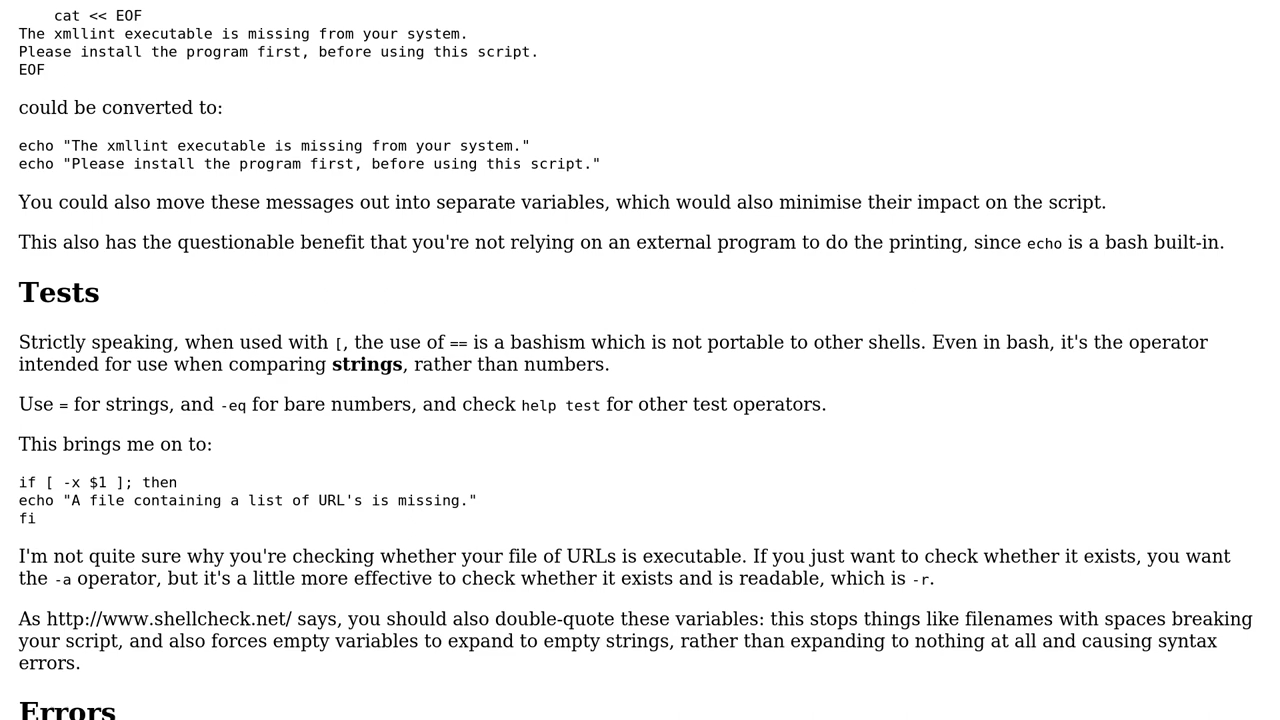 cat << EOF
The xmllint executable is missing from your system.
Please install the program first, before using this script.
EOF
could be converted to:
echo "The xmllint executable is missing from your system."
echo "Please install the program first, before using this script."
You could also move these messages out into separate variables, which would also minimise their impact on the script.
This also has the questionable benefit that you're not relying on an external program to do the printing, since echo is a bash built-in.
Tests
Strictly speaking, when used with [, the use of == is a bashism which is not portable to other shells. Even in bash, it's the operator
intended for use when comparing strings, rather than numbers.
Use = for strings, and -eq for bare numbers, and check help test for other test operators.
This brings me on to:
if [ -x $1 ]; then
echo "A file containing a list of URL's is missing."
fi
I'm not quite sure why you're checking whether your file of URLs is executable. If you just want to check whether it exists, you want
the -a operator, but it's a little more effective to check whether it exists and is readable, which is -r.
As http://www.shellcheck.net/ says, you should also double-quote these variables: this stops things like filenames with spaces breaking
your script, and also forces empty variables to expand to empty strings, rather than expanding to nothing at all and causing syntax
errors.
Errors